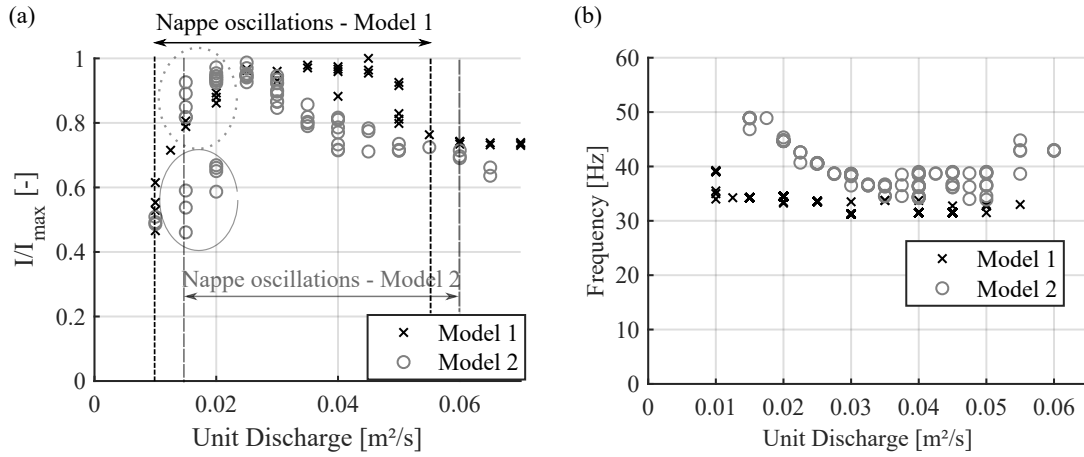 (a)
Nappe oscillations - Model 1
1
0.8
0.6
0.4
0.2
0
I/I_max [-]
Nappe oscillations - Model 2
Model 1
Model 2
0
0.02
0.04
0.06
Unit Discharge [m²/s]
(b)
60
50
40
30
20
10
0
Frequency [Hz]
Model 1
Model 2
0.01
0.02
0.03
0.04
0.05
0.06
Unit Discharge [m²/s]